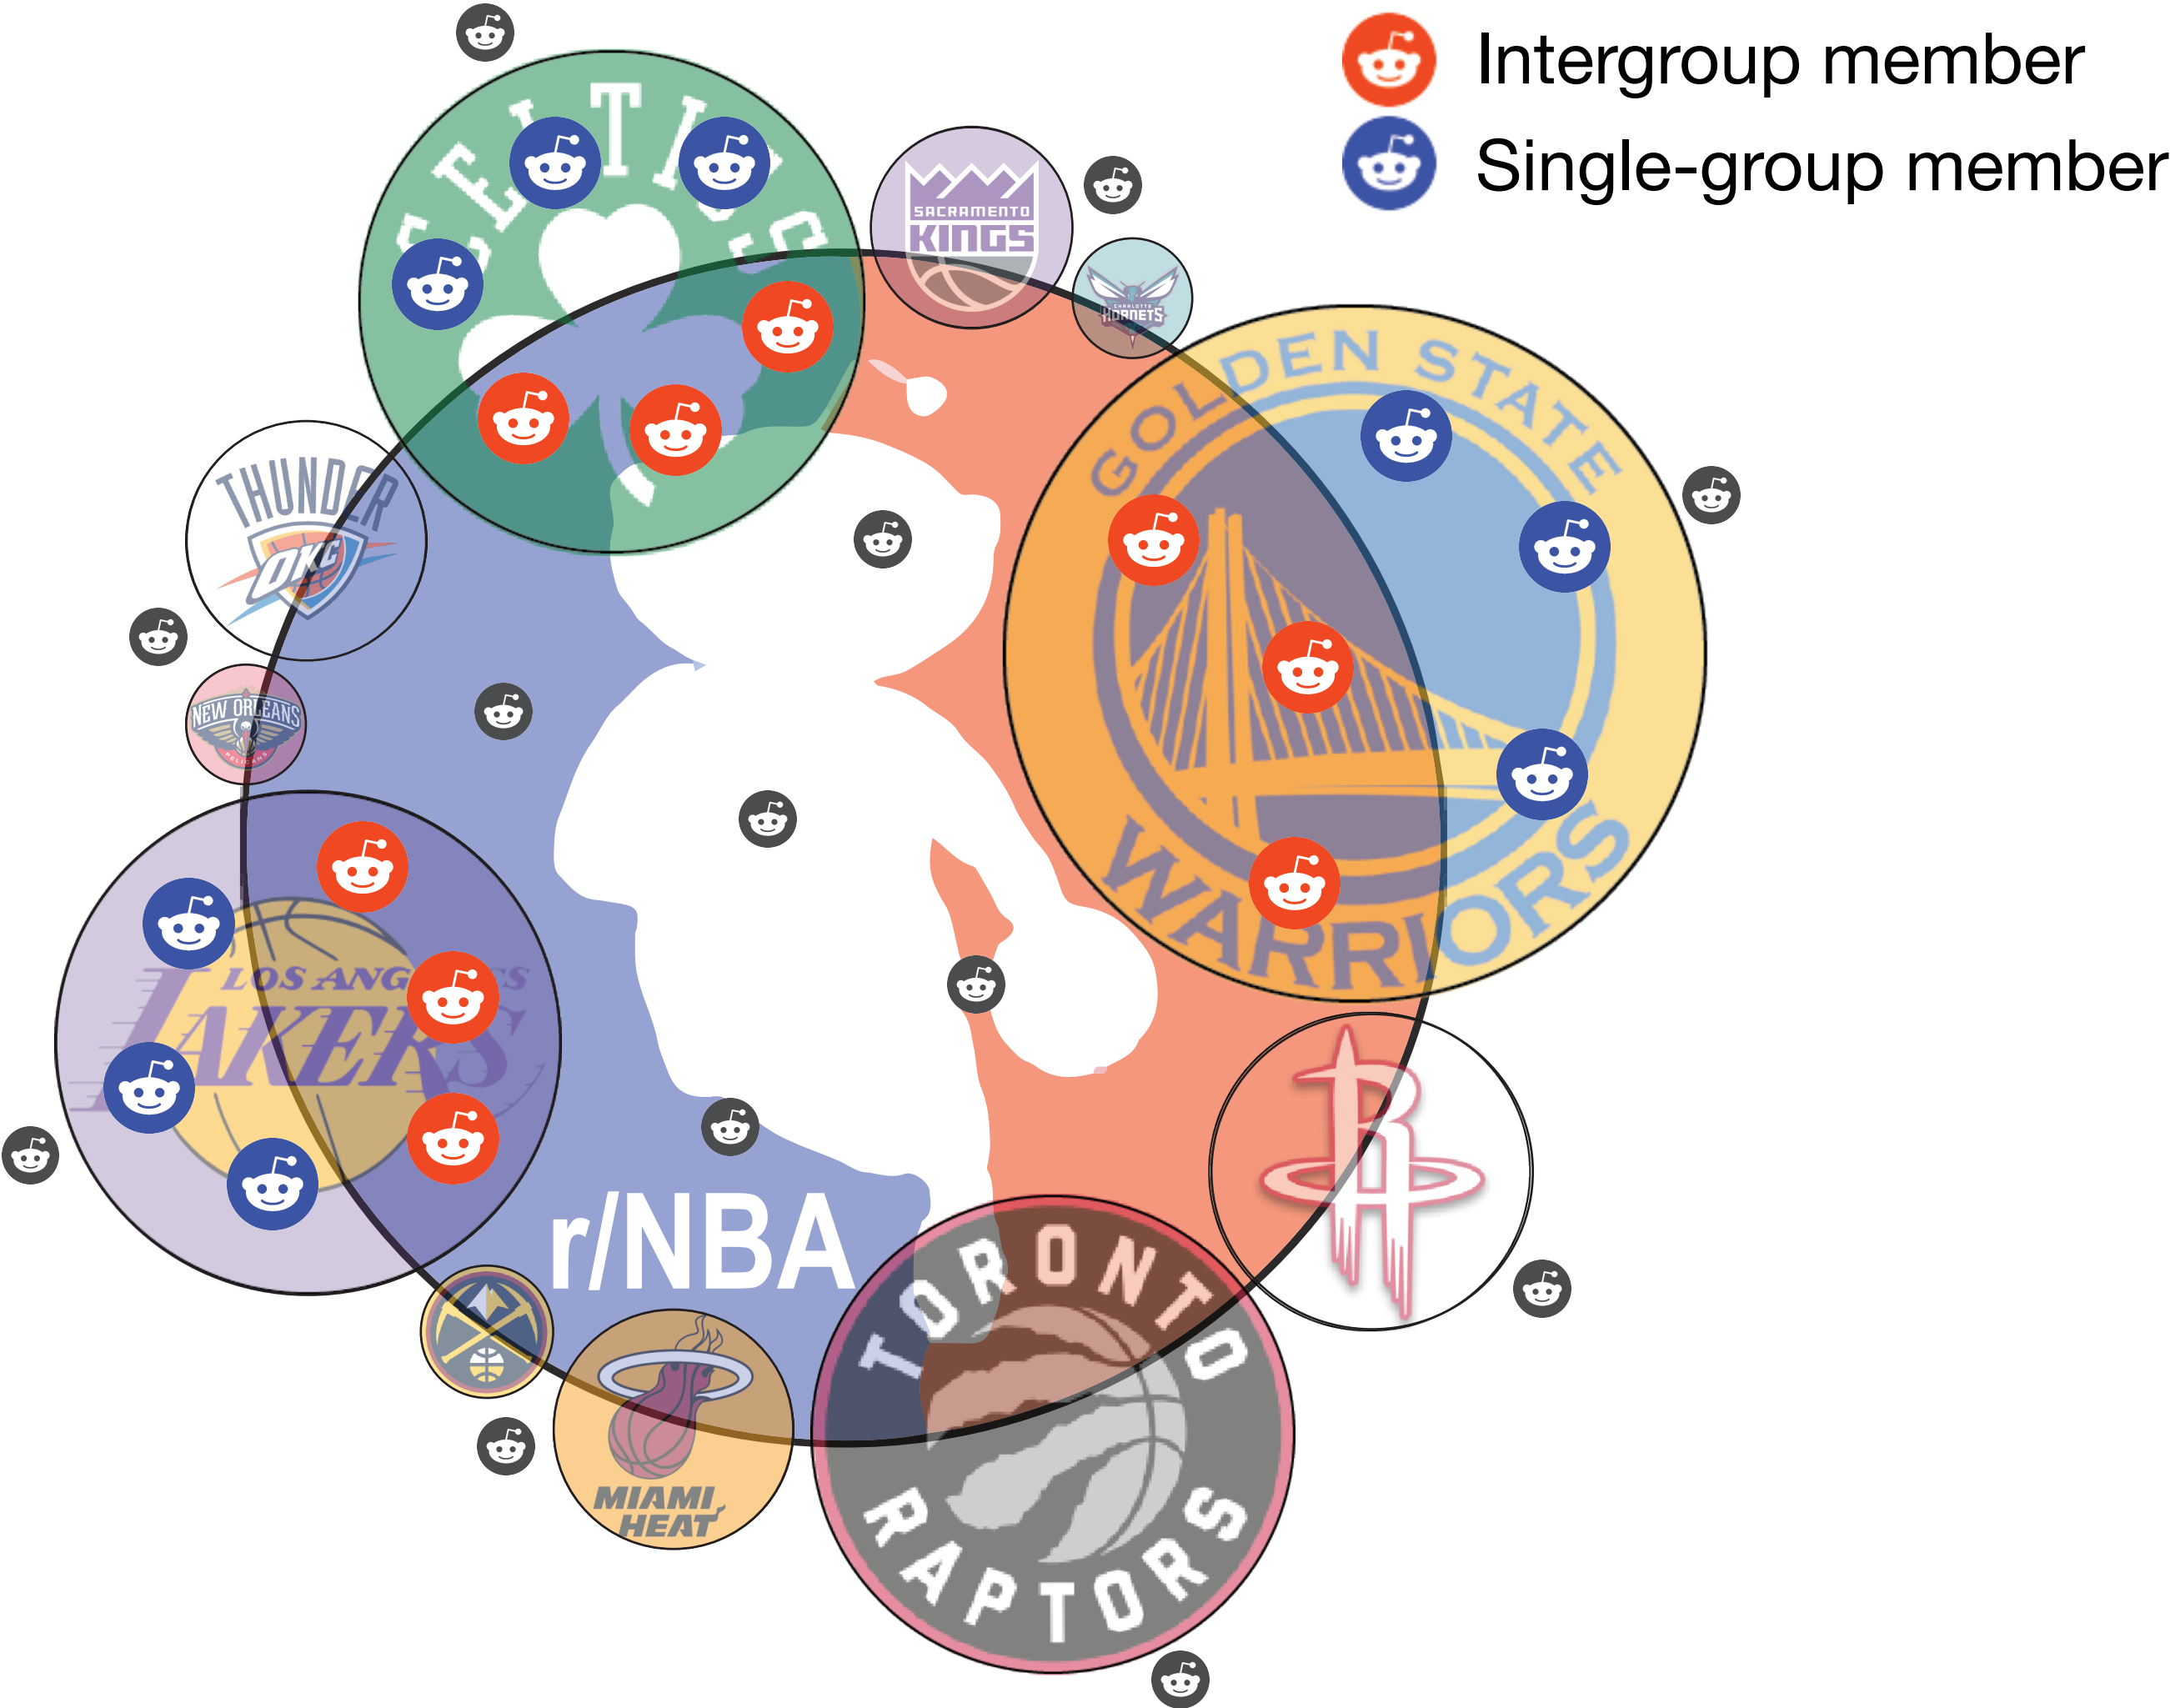 Intergroup member
Single-group member
CELTICS
SACRAMENTO
KINGS
CHARLOTTE
HORNETS
GOLDEN STATE
WARRIORS
THUNDER
OKC
NEW ORLEANS
PELICANS
LOS ANGELES
LAKERS
r/NBA
TORONTO
RAPTORS
MIAMI
HEAT
R